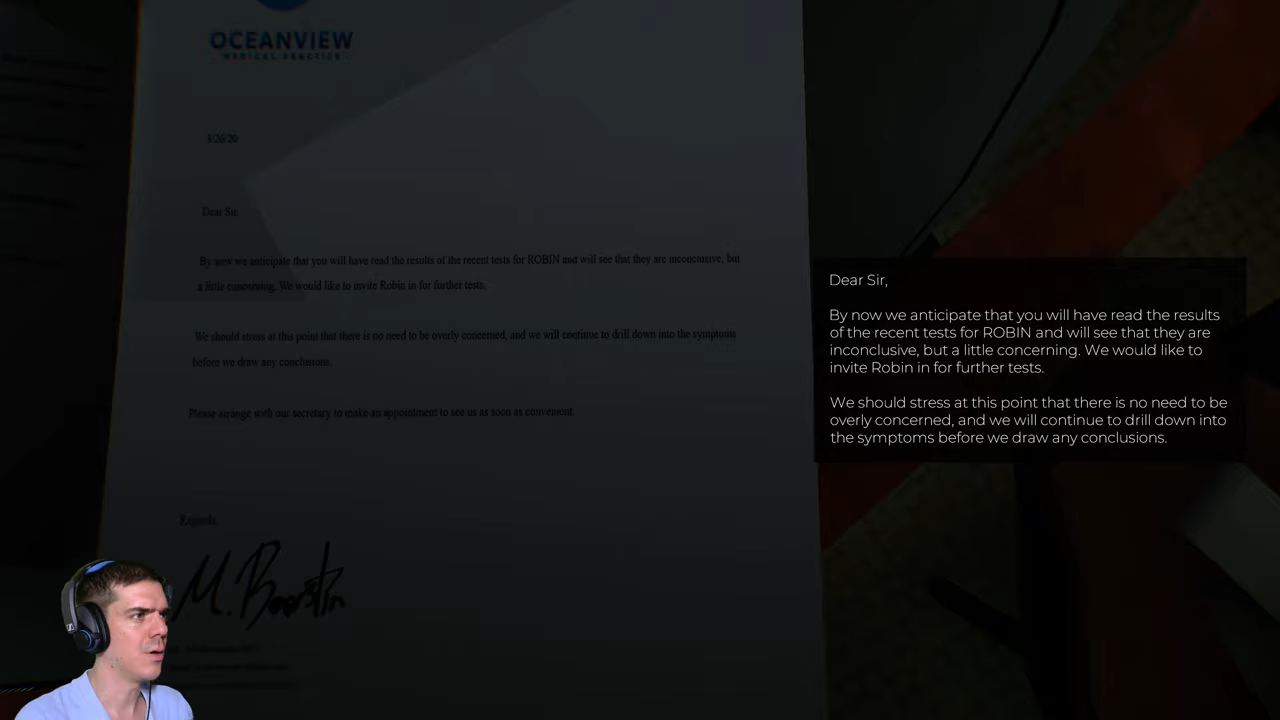 OCEANVIEW
MEDICAL PRACTICE
3/26/20
Dear Sir,
By now we anticipate that you will have read the results of the recent tests for ROBIN and will see that they are inconclusive, but
a little concerning. We would like to invite Robin in for further tests.
We should stress at this point that there is no need to be overly concerned, and we will continue to drill down into the symptoms
before we draw any conclusions.
Please arrange with our secretary to make an appointment to see us as soon as convenient.
Regards,
Dear Sir,
By now we anticipate that you will have read the results
of the recent tests for ROBIN and will see that they are
inconclusive, but a little concerning. We would like to
invite Robin in for further tests.
We should stress at this point that there is no need to be
overly concerned, and we will continue to drill down into
the symptoms before we draw any conclusions.